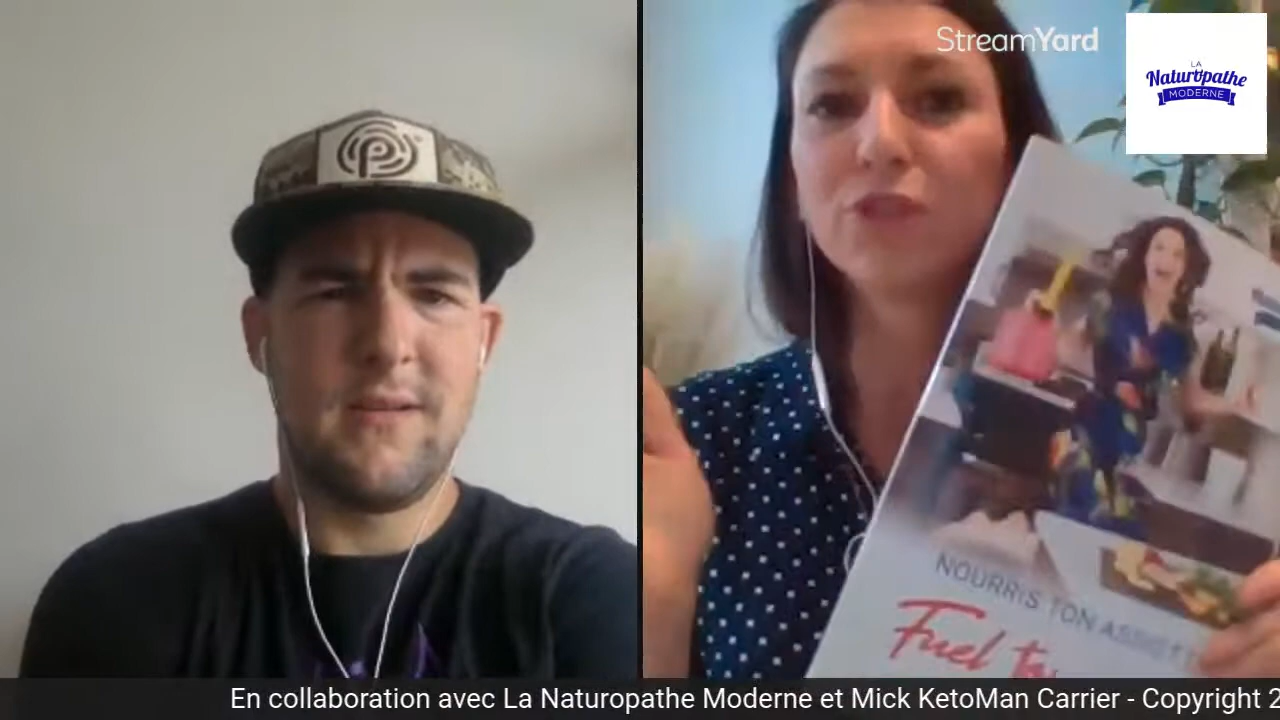 StreamYard
LA
Naturopathe
MODERNE
NOURRIS TON
Fuel
En collaboration avec La Naturopathe Moderne et Mick KetoMan Carrier - Copyright 2